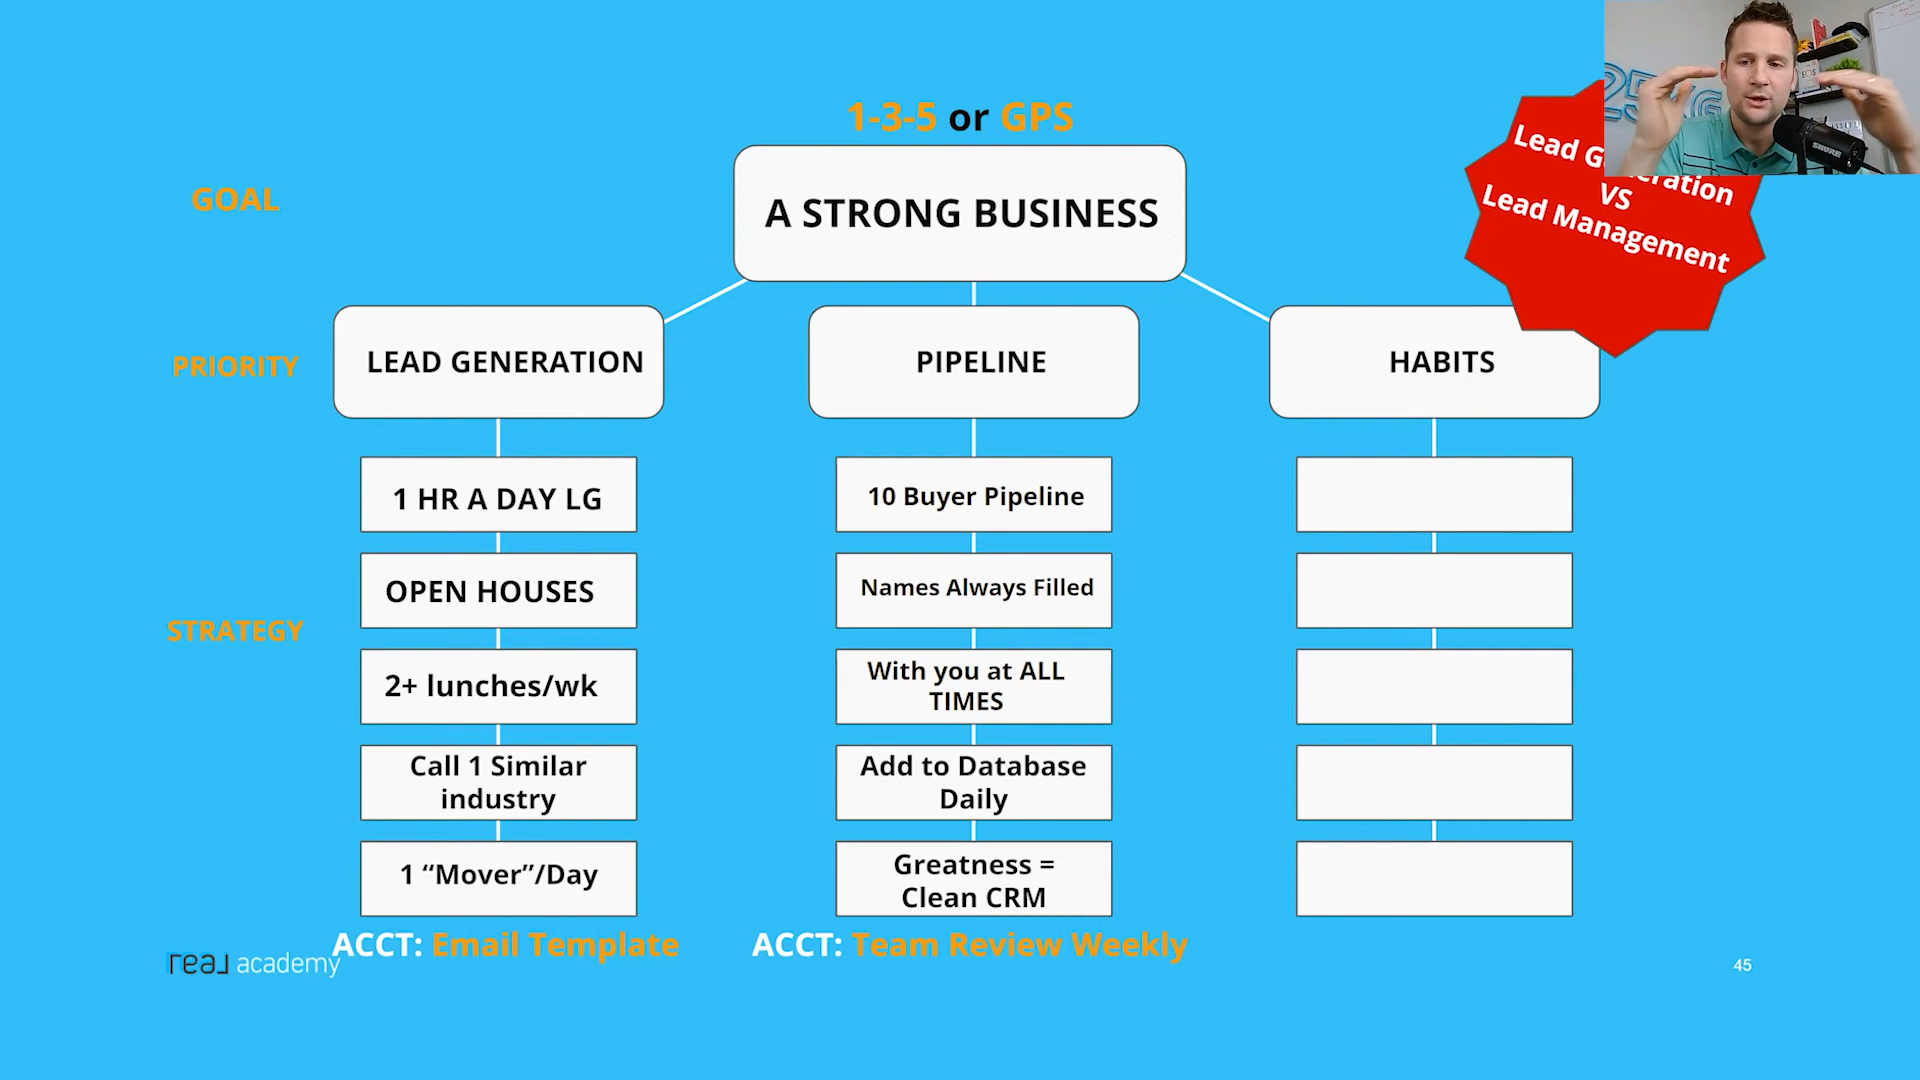 1-3-5 or GPS
GOAL
A STRONG BUSINESS
Lead G eration
VS
Lead Management
PRIORITY
LEAD GENERATION
PIPELINE
HABITS
STRATEGY
1 HR A DAY LG
OPEN HOUSES
2+ lunches/wk
Call 1 Similar
industry
1 “Mover”/Day
10 Buyer Pipeline
Names Always Filled
With you at ALL
TIMES
Add to Database
Daily
Greatness =
Clean CRM
ACCT: Email Template
ACCT: Team Review Weekly
real academy
45
SHURE
EOS